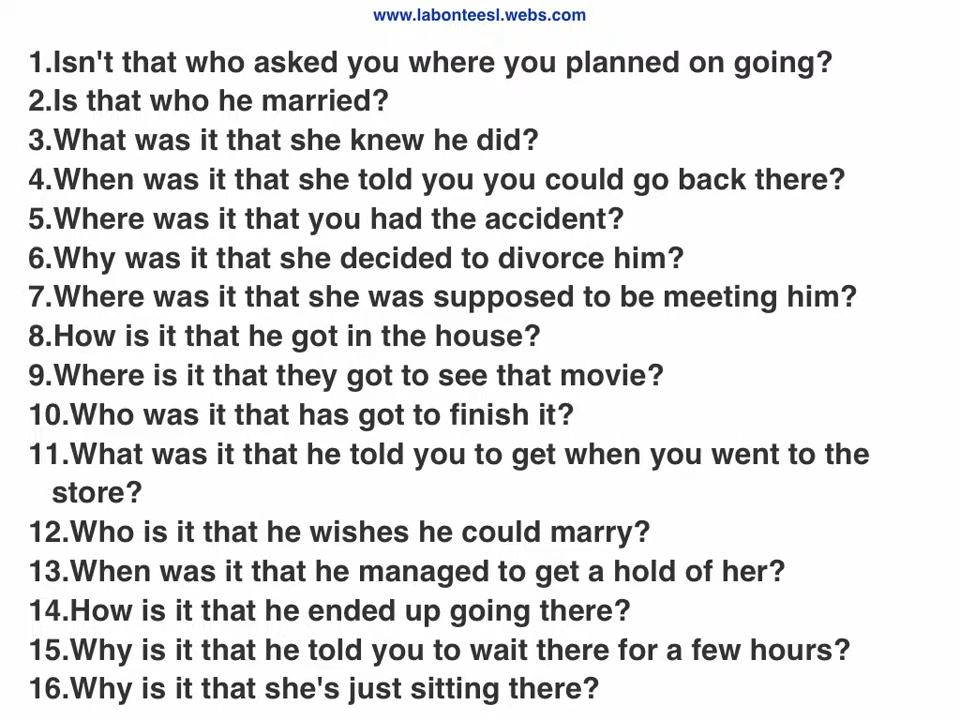 www.labonteesl.webs.com
1.Isn't that who asked you where you planned on going?
2.Is that who he married?
3.What was it that she knew he did?
4.When was it that she told you you could go back there?
5.Where was it that you had the accident?
6.Why was it that she decided to divorce him?
7.Where was it that she was supposed to be meeting him?
8.How is it that he got in the house?
9.Where is it that they got to see that movie?
10.Who was it that has got to finish it?
11.What was it that he told you to get when you went to the
store?
12.Who is it that he wishes he could marry?
13.When was it that he managed to get a hold of her?
14.How is it that he ended up going there?
15.Why is it that he told you to wait there for a few hours?
16.Why is it that she's just sitting there?